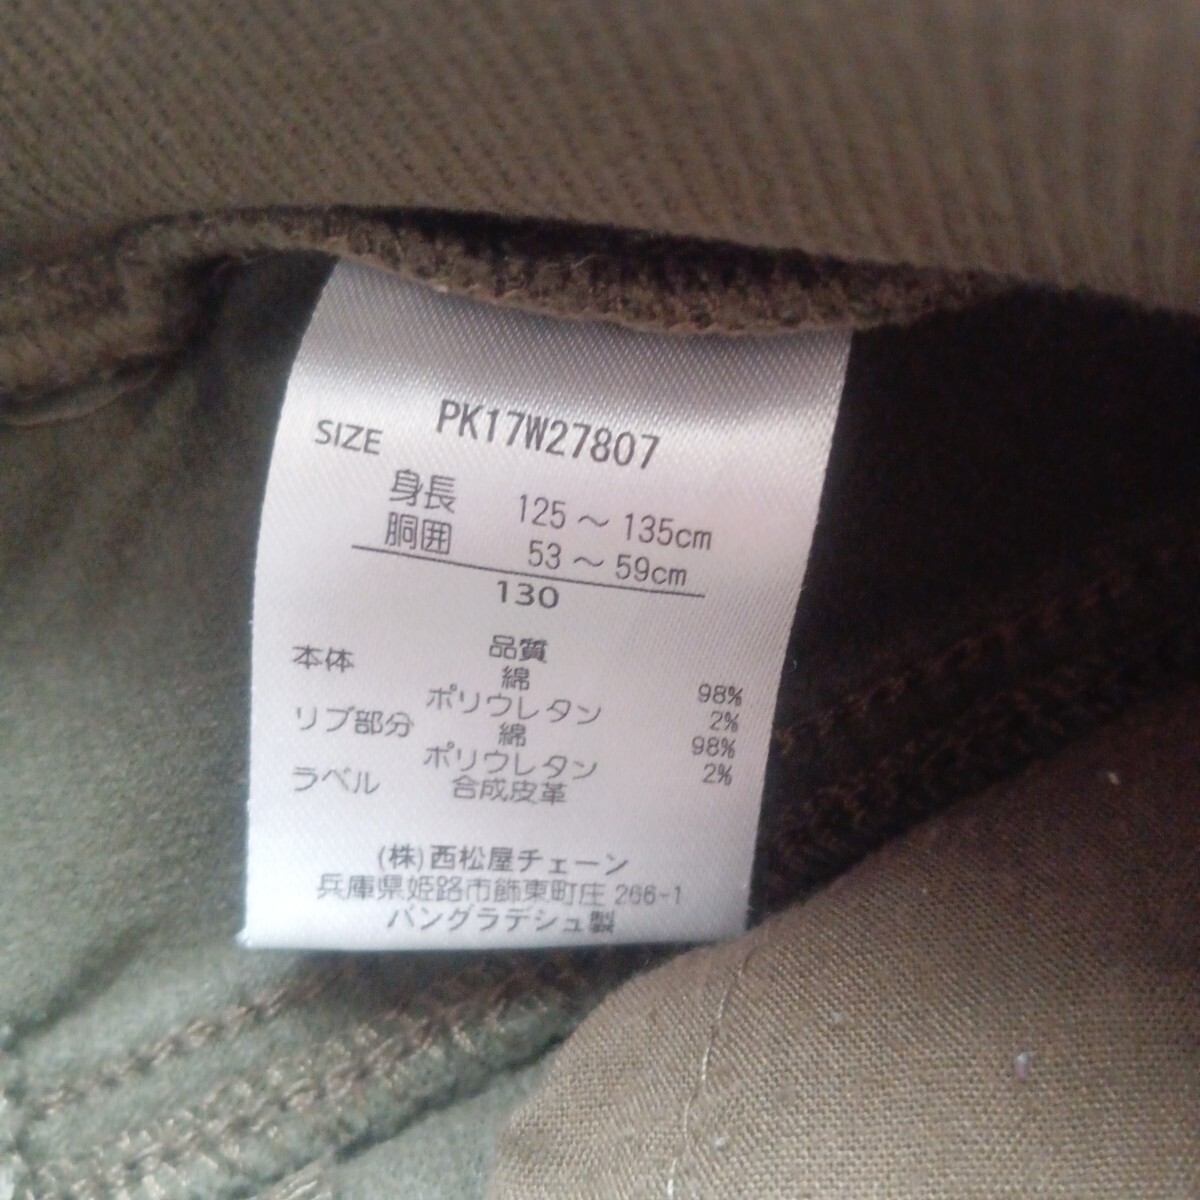 PK17W27807
SIZE
身長 125～135cm
胴囲 53～59cm
130
品質
本体 綿 98%
ポリウレタン 2%
リブ部分 綿 98%
ポリウレタン 2%
ラベル 合成皮革
(株)西松屋チェーン
兵庫県姫路市飾東町庄 266-1
バングラデシュ製